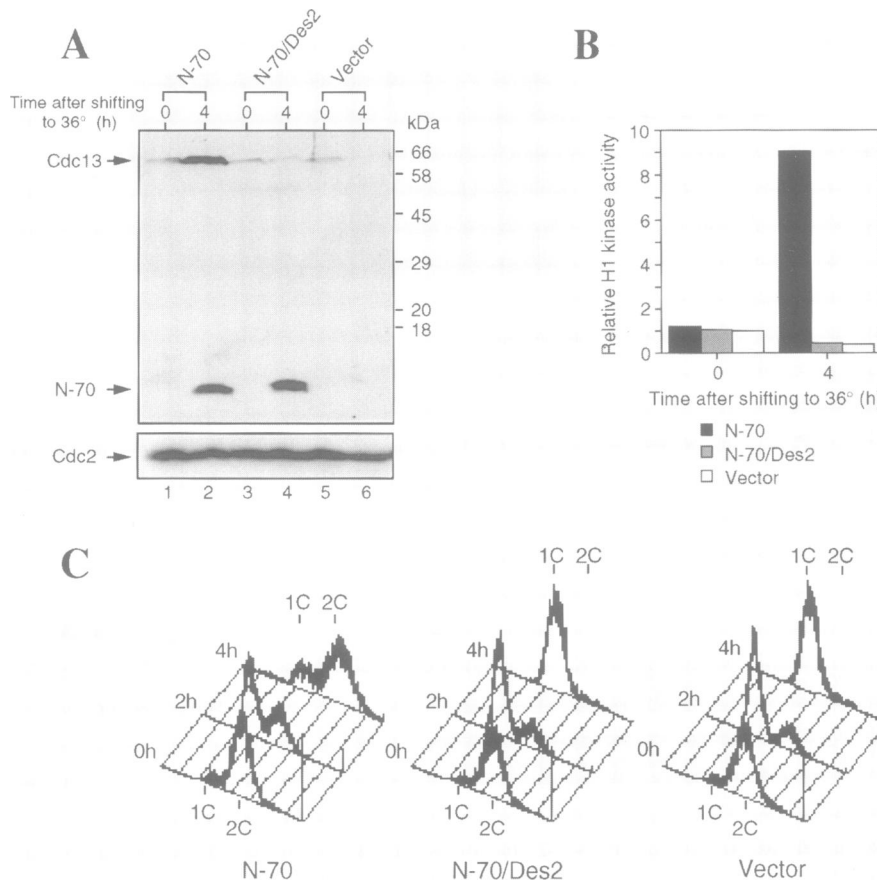 A
B
N-70
N-70/Des2
Vector
Time after shifting
to 36° (h)
0 4 0 4 0 4
kDa
Cdc13
66
58
45
29
20
18
N-70
Cdc2
1 2 3 4 5 6
Relative H1 kinase activity
10
8
6
4
2
0
0 4
Time after shifting to 36° (h
N-70
N-70/Des2
Vector
C
1C 2C
4h
2h
0h
1C
2C
N-70
1C 2C
4h
2h
0h
1C
2C
N-70/Des2
1C 2C
4h
2h
0h
1C
2C
Vector